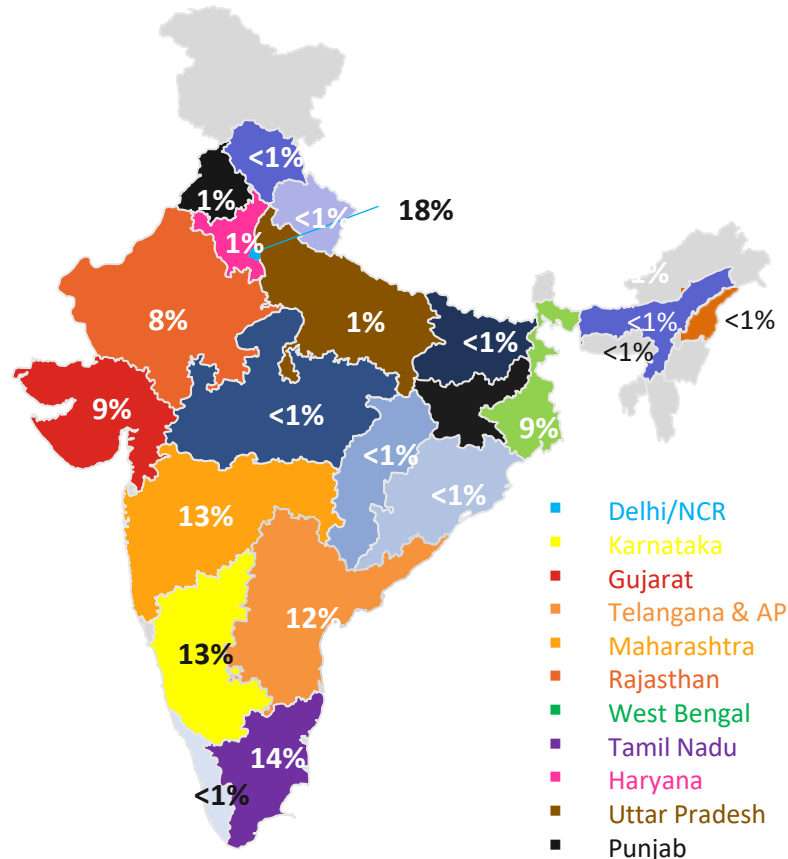 <1%
1%
<1%
18%
1%
1%
8%
1%
<1%
<1%
<1%
<1%
9%
<1%
9%
<1%
<1%
13%
12%
13%
14%
<1%
Delhi/NCR
Karnataka
Gujarat
Telangana & AP
Maharashtra
Rajasthan
West Bengal
Tamil Nadu
Haryana
Uttar Pradesh
Punjab